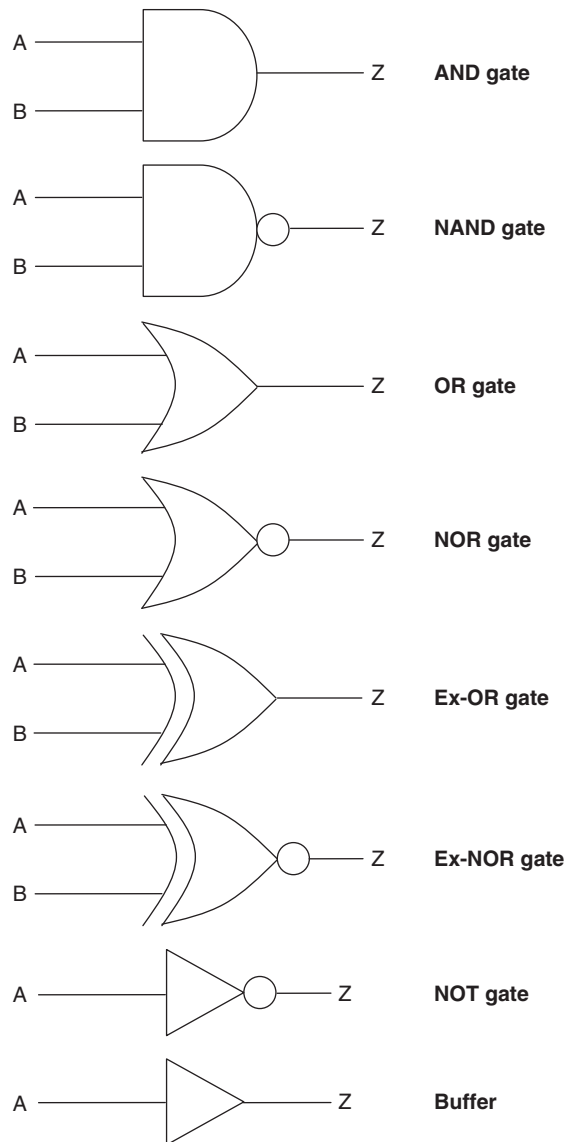 A
Z AND gate
B
A
Z NAND gate
B
A
Z OR gate
B
A
Z NOR gate
B
A
Z Ex-OR gate
B
A
Z Ex-NOR gate
B
A Z NOT gate
A Z Buffer